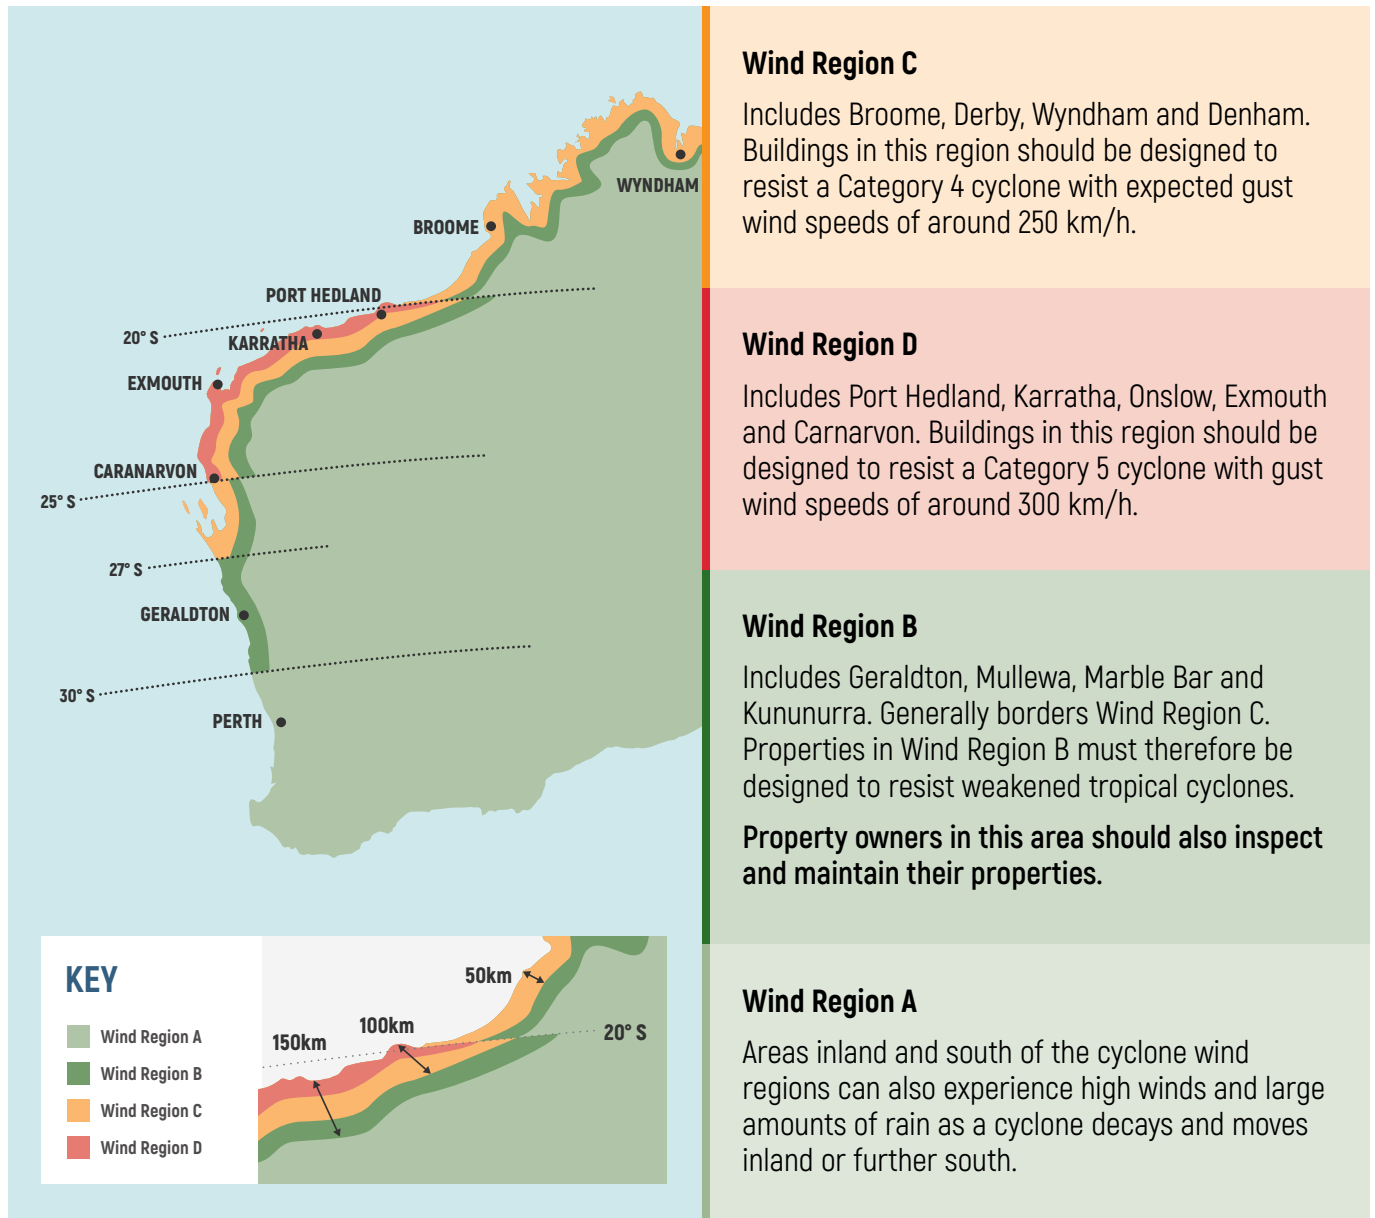 WYNDHAM
BROOME
PORT HEDLAND
20° S
KARRATHA
EXMOUTH
CARANARVON
25° S
27° S
GERALDTON
30° S
PERTH
KEY
Wind Region A
Wind Region B
Wind Region C
Wind Region D
50km
100km
150km
20° S
Wind Region C
Includes Broome, Derby, Wyndham and Denham.
Buildings in this region should be designed to
resist a Category 4 cyclone with expected gust
wind speeds of around 250 km/h.
Wind Region D
Includes Port Hedland, Karratha, Onslow, Exmouth
and Carnarvon. Buildings in this region should be
designed to resist a Category 5 cyclone with gust
wind speeds of around 300 km/h.
Wind Region B
Includes Geraldton, Mullewa, Marble Bar and
Kununurra. Generally borders Wind Region C.
Properties in Wind Region B must therefore be
designed to resist weakened tropical cyclones.
Property owners in this area should also inspect
and maintain their properties.
Wind Region A
Areas inland and south of the cyclone wind
regions can also experience high winds and large
amounts of rain as a cyclone decays and moves
inland or further south.